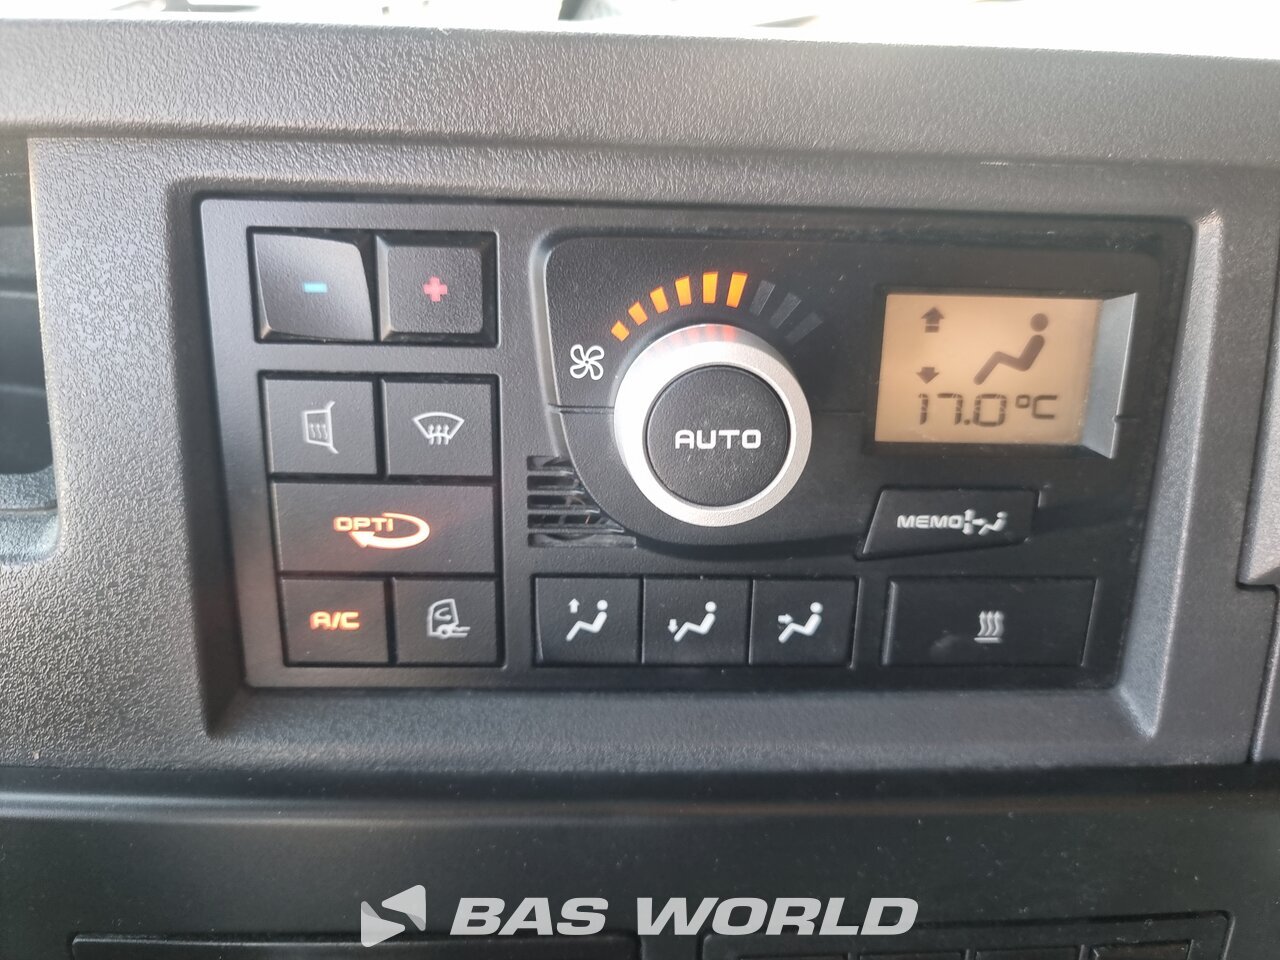 - +
AUTO
17.0°C
OPTI
MEMO
A/C
BAS WORLD